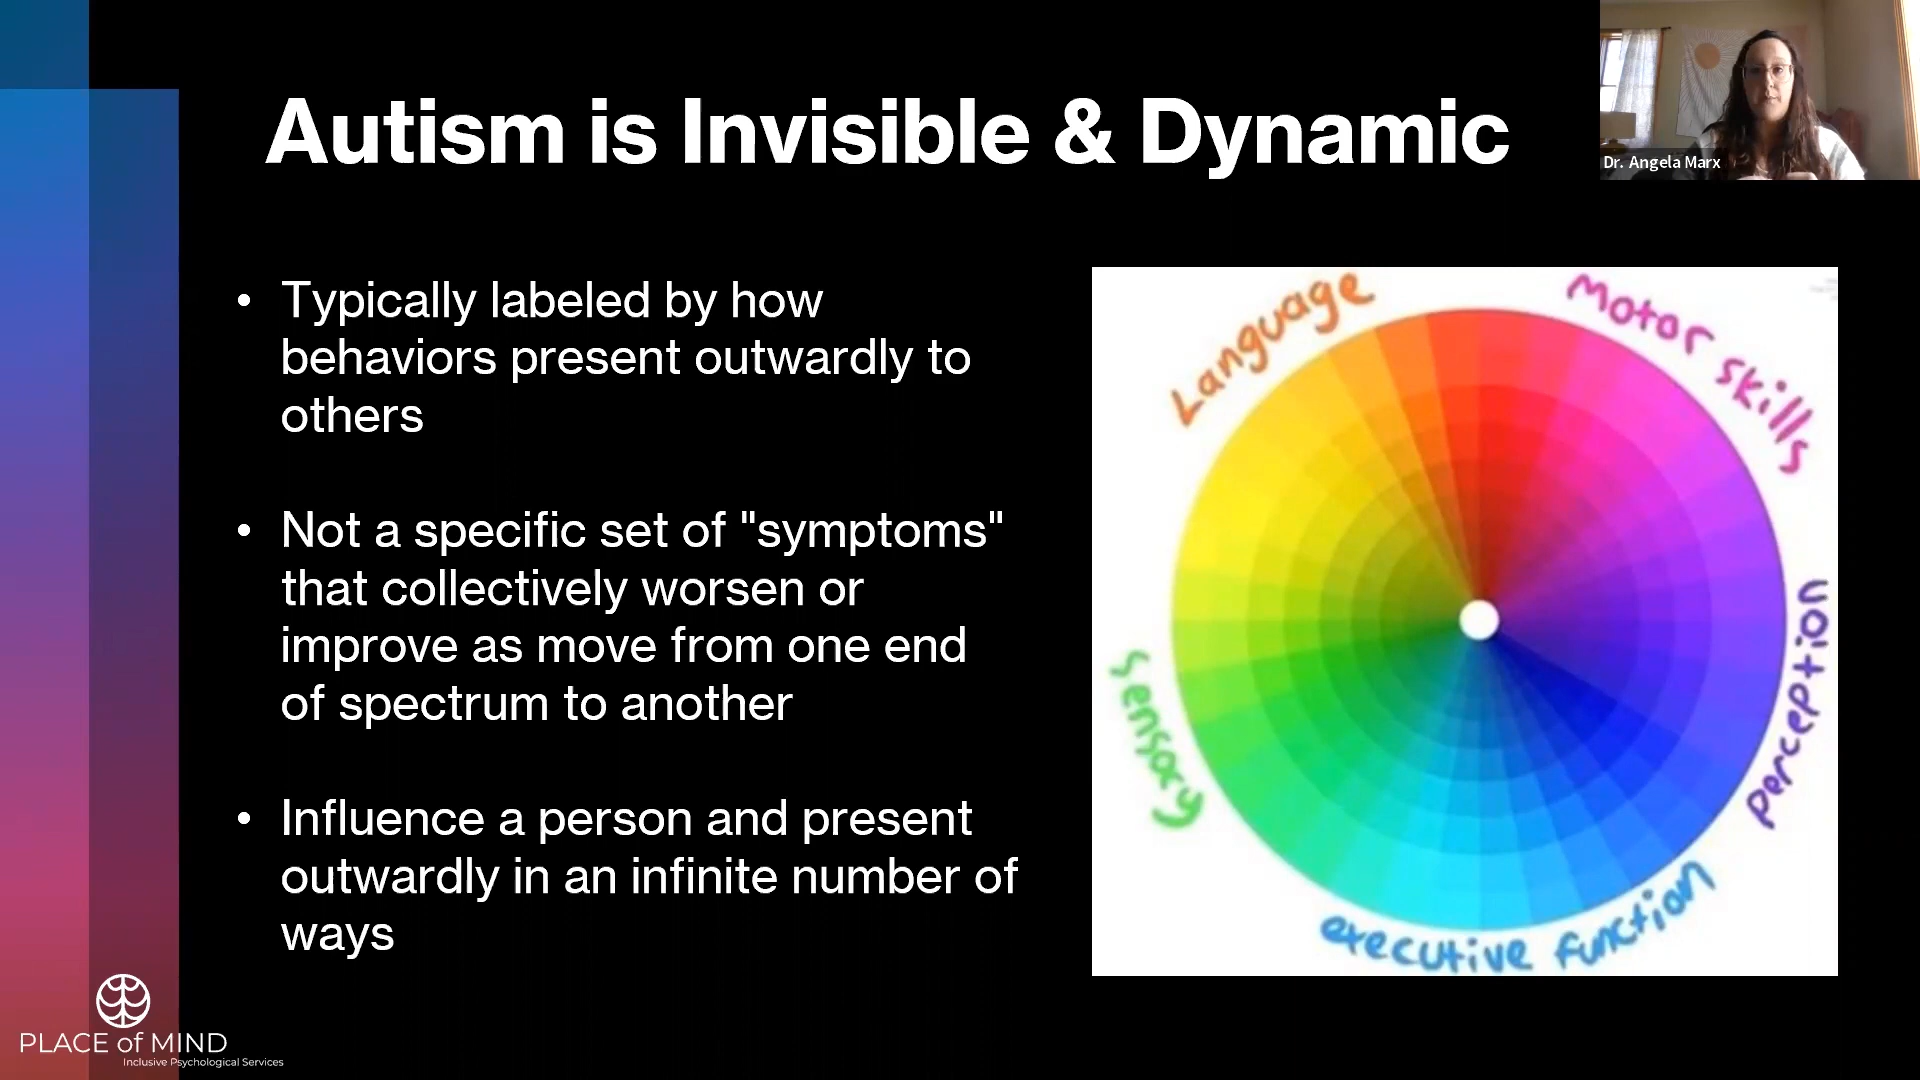 Autism is Invisible & Dynamic
Dr. Angela Marx
• Typically labeled by how
behaviors present outwardly to
others
• Not a specific set of "symptoms"
that collectively worsen or
improve as move from one end
of spectrum to another
• Influence a person and present
outwardly in an infinite number of
ways
Language
Motor skills
perception
executive function
sensory
PLACE of MIND
Inclusive Psychological Services